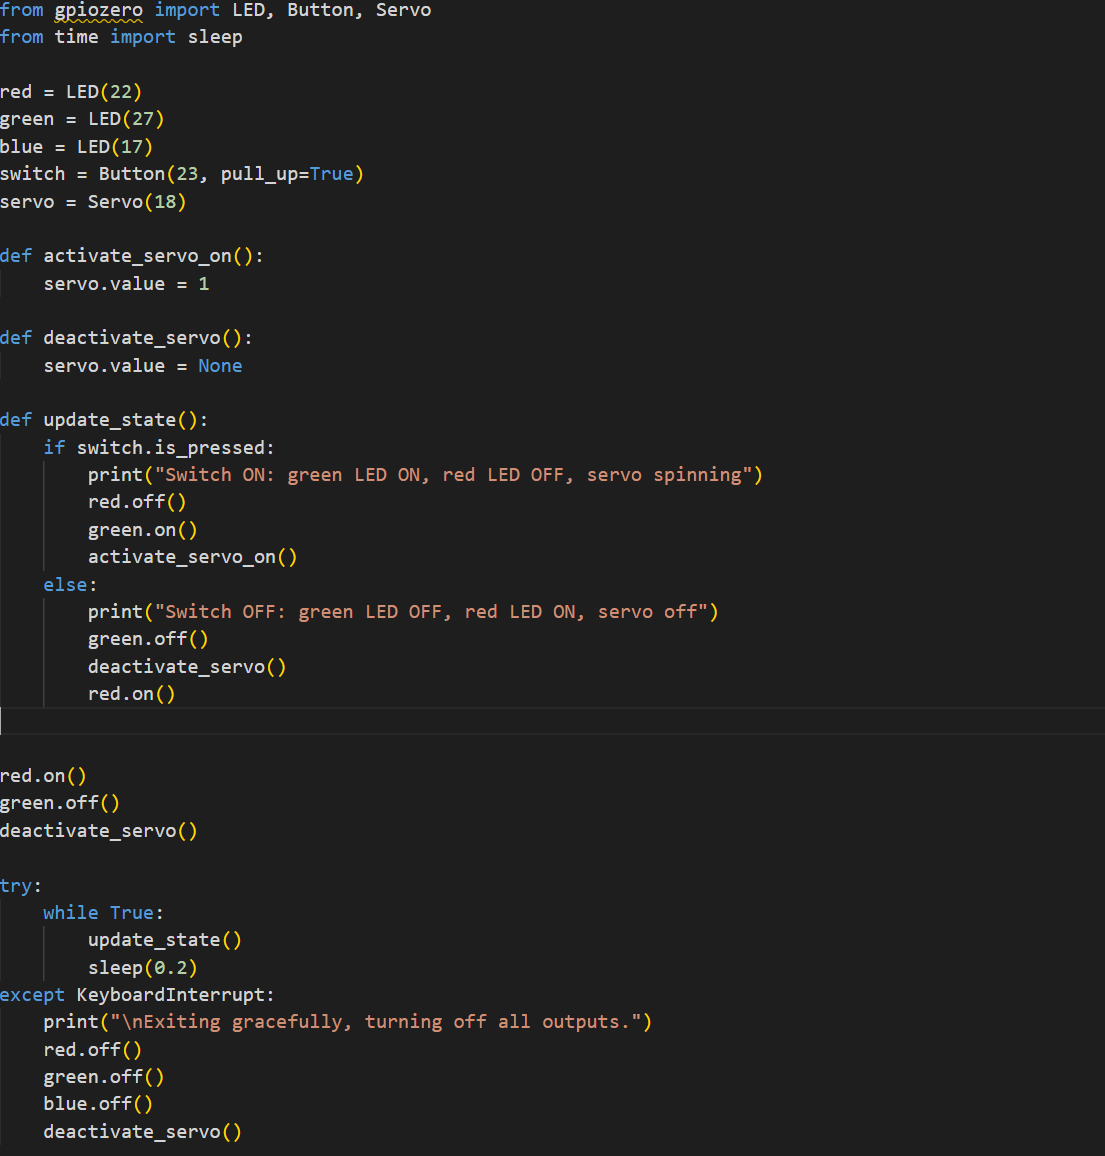 from gpiozero import LED, Button, Servo
from time import sleep

red = LED(22)
green = LED(27)
blue = LED(17)
switch = Button(23, pull_up=True)
servo = Servo(18)

def activate_servo_on():
    servo.value = 1

def deactivate_servo():
    servo.value = None

def update_state():
    if switch.is_pressed:
        print("Switch ON: green LED ON, red LED OFF, servo spinning")
        red.off()
        green.on()
        activate_servo_on()
    else:
        print("Switch OFF: green LED OFF, red LED ON, servo off")
        green.off()
        deactivate_servo()
        red.on()


red.on()
green.off()
deactivate_servo()

try:
    while True:
        update_state()
        sleep(0.2)
except KeyboardInterrupt:
    print("\nExiting gracefully, turning off all outputs.")
    red.off()
    green.off()
    blue.off()
    deactivate_servo()